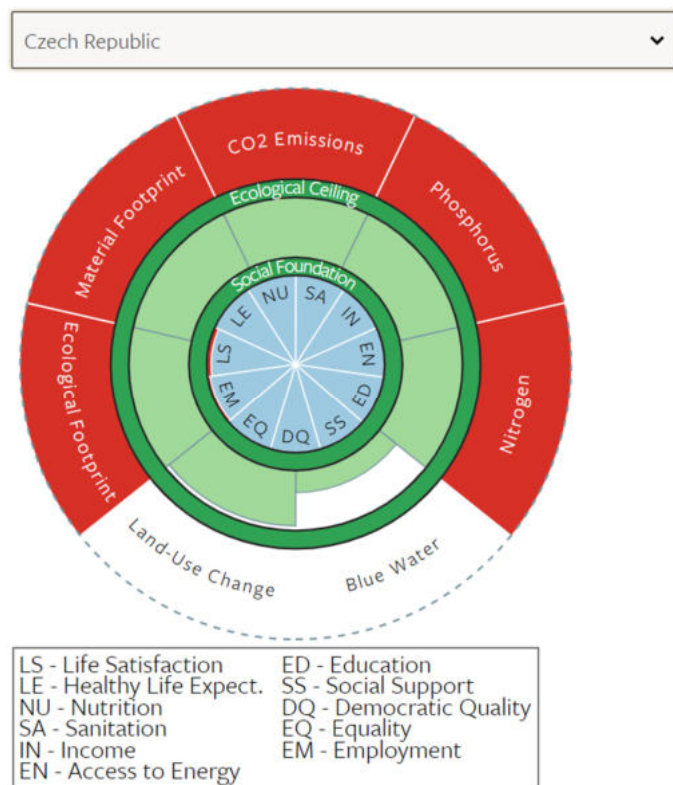 Czech Republic
CO2 Emissions
Material Footprint
Phosphorus
Ecological Ceiling
Social Foundation
NU
SA
LE
IN
LS
EN
EM
ED
EQ
DQ
SS
Ecological Footprint
Nitrogen
Land-Use Change
Blue Water
LS - Life Satisfaction
LE - Healthy Life Expect.
NU - Nutrition
SA - Sanitation
IN - Income
EN - Access to Energy
ED - Education
SS - Social Support
DQ - Democratic Quality
EQ - Equality
EM - Employment